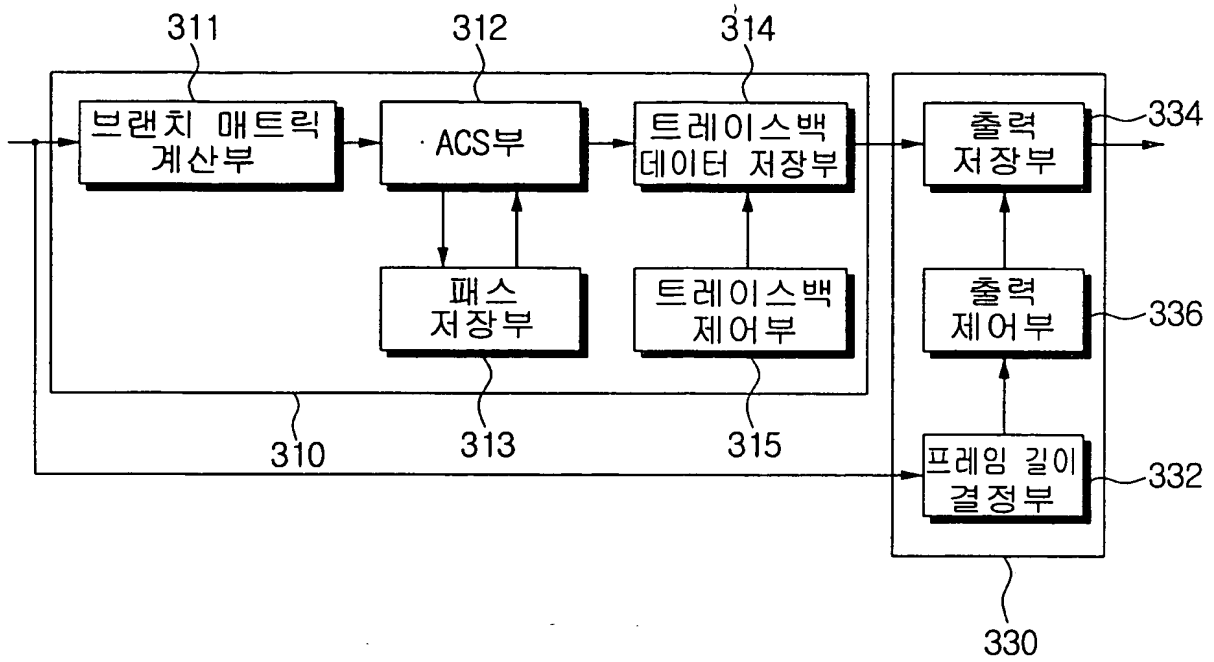 311
312
314
브랜치 매트릭
계산부
ACS부
트레이스백
데이터 저장부
출력
저장부
334
패스
저장부
트레이스백
제어부
출력
제어부
336
310
313
315
프레임 길이
결정부
332
330